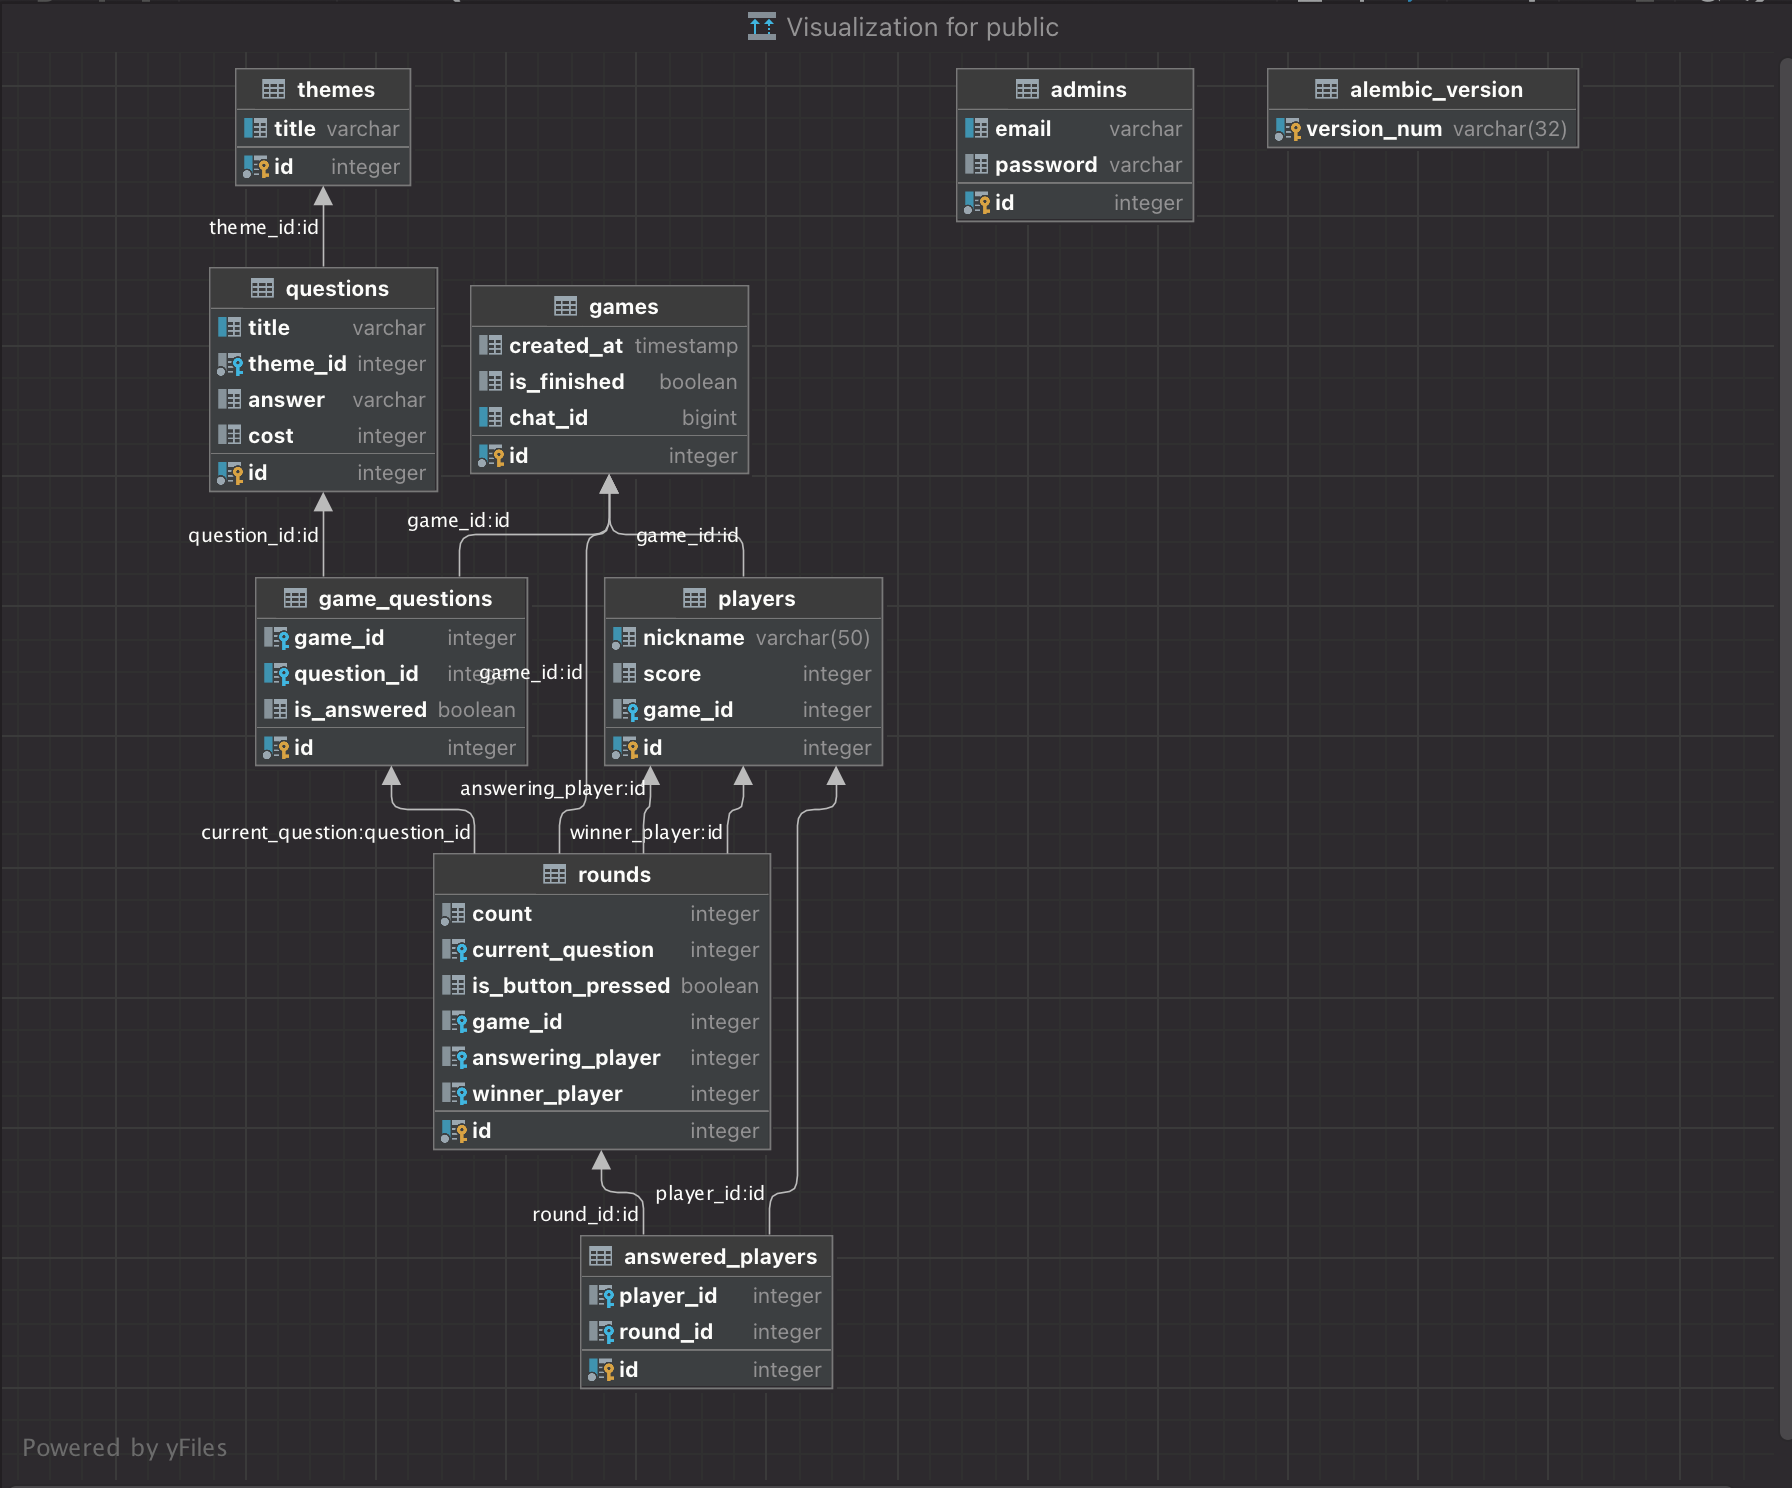 Visualization for public
themes
title varchar
id integer
admins
email varchar
password varchar
id integer
alembic_version
version_num varchar(32)
theme_id:id
questions
title varchar
theme_id integer
answer varchar
cost integer
id integer
games
created_at timestamp
is_finished boolean
chat_id bigint
id integer
question_id:id
game_id:id
game_id:id
game_questions
game_id integer
question_id integer
is_answered boolean
id integer
game_id:id
players
nickname varchar(50)
score integer
game_id integer
id integer
answering_player:id
current_question:question_id
winner_player:id
rounds
count integer
current_question integer
is_button_pressed boolean
game_id integer
answering_player integer
winner_player integer
id integer
player_id:id
round_id:id
answered_players
player_id integer
round_id integer
id integer
Powered by yFiles